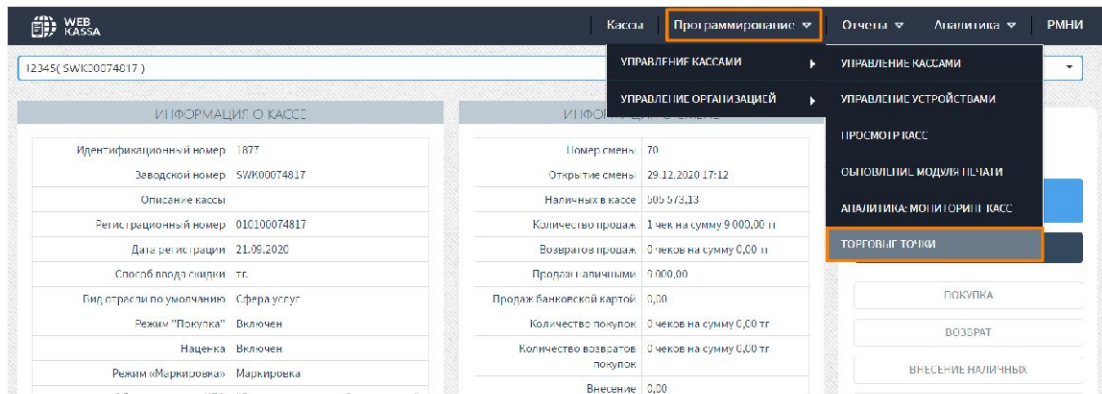 WEB KASSA
Кассы Программирование Отчеты Аналитика РМНИ
12345( SWK00074817 )
УПРАВЛЕНИЕ КАССАМИ
УПРАВЛЕНИЕ ОРГАНИЗАЦИЕЙ
УПРАВЛЕНИЕ КАССАМИ
УПРАВЛЕНИЕ УСТРОЙСТВАМИ
ПРОСМОТР КАСС
ОБНОВЛЕНИЕ МОДУЛЯ ПЕЧАТИ
АНАЛИТИКА: МОНИТОРИНГ КАСС
ТОРГОВЫЕ ТОЧКИ
ИНФОРМАЦИЯ О КАССЕ
Идентификационный номер 1877
Заводской номер SWK00074817
Описание кассы
Регистрационный номер 010100074817
Дата регистрации 21.09.2020
Способ ввода скидки тг.
Вид отрасли по умолчанию Сфера услуг
Режим "Покупка" Включен
Наценка Включен
Режим «Маркировка» Маркировка
Номер смены 70
Открытие смены 29.12.2020 17:12
Наличных в кассе 505 573,13
Количество продаж 1 чек на сумму 9 000,00 тг
Возвратов продаж 0 чеков на сумму 0,00 тг
Продаж наличными 9 000,00
Продаж банковской картой 0,00
Количество покупок 0 чеков на сумму 0,00 тг
Количество возвратов покупок 0 чеков на сумму 0,00 тг
Внесение 0,00
ПОКУПКА
ВОЗВРАТ
ВНЕСЕНИЕ НАЛИЧНЫХ